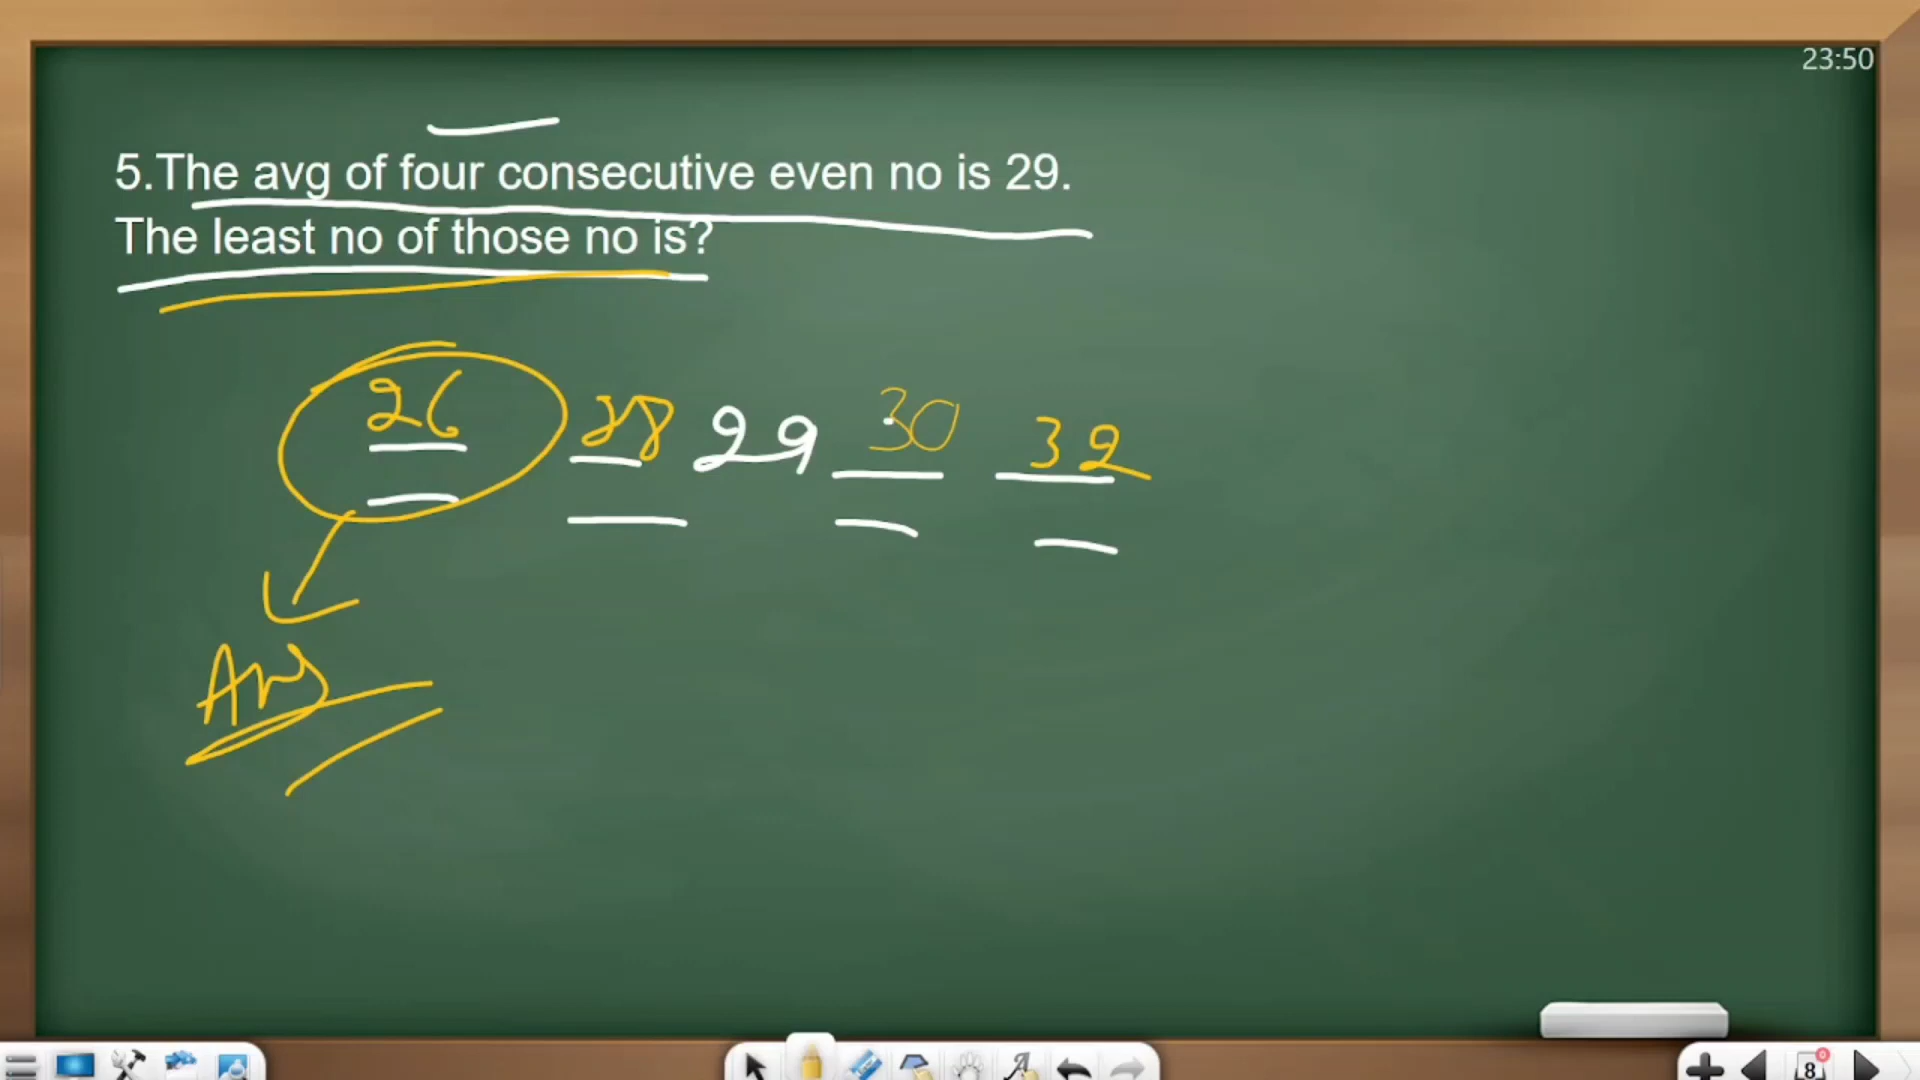 23:50
5.The avg of four consecutive even no is 29.
The least no of those no is?
26 28 29 30 32
Ans
8